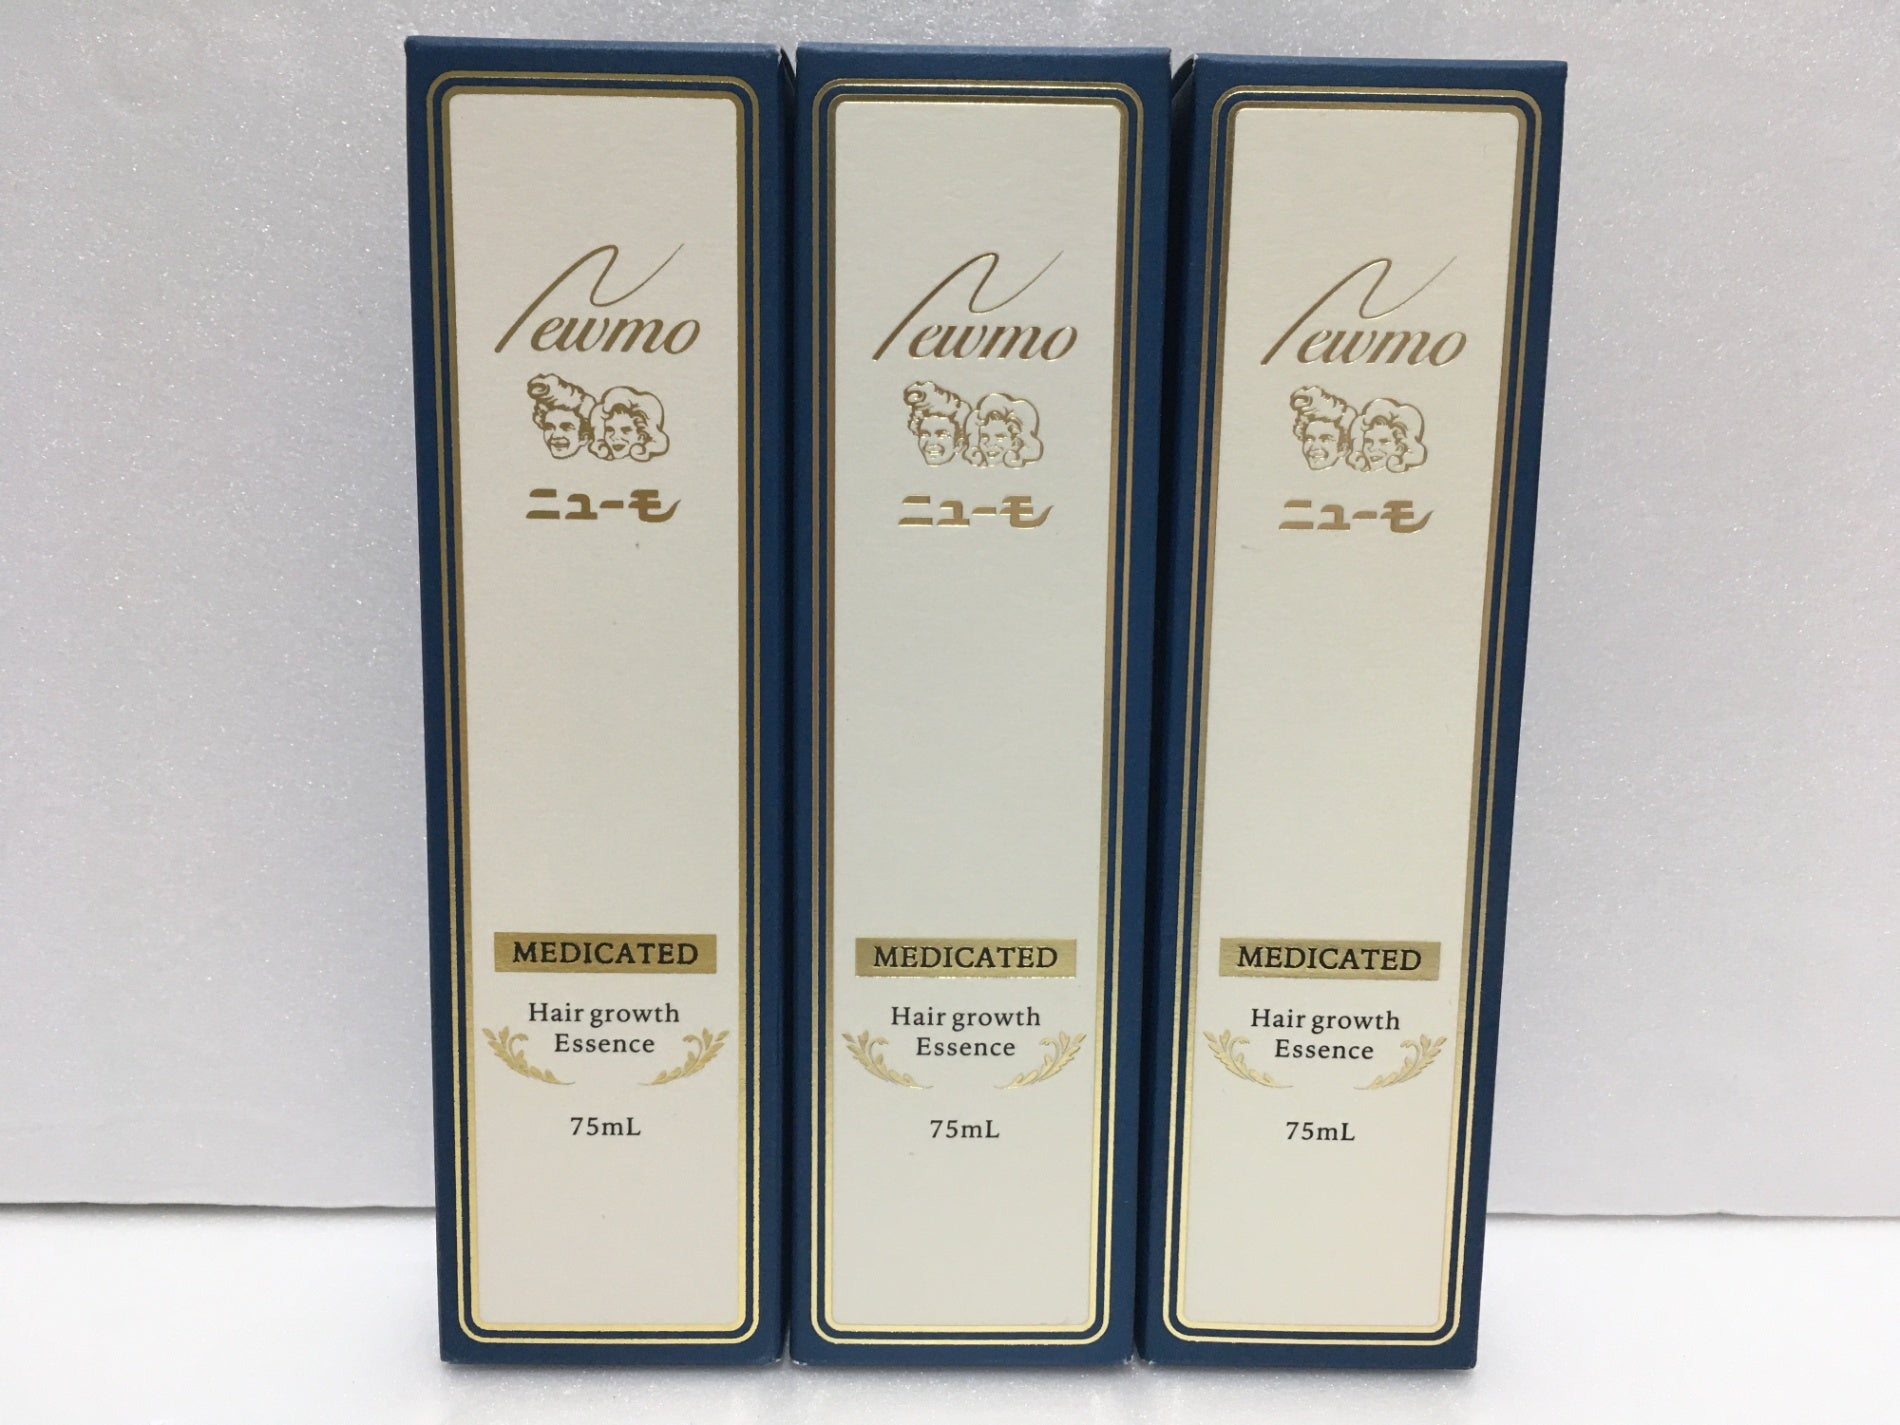 Newmo
ニューモ
MEDICATED
Hair growth
Essence
75mL
Newmo
ニューモ
MEDICATED
Hair growth
Essence
75mL
Newmo
ニューモ
MEDICATED
Hair growth
Essence
75mL